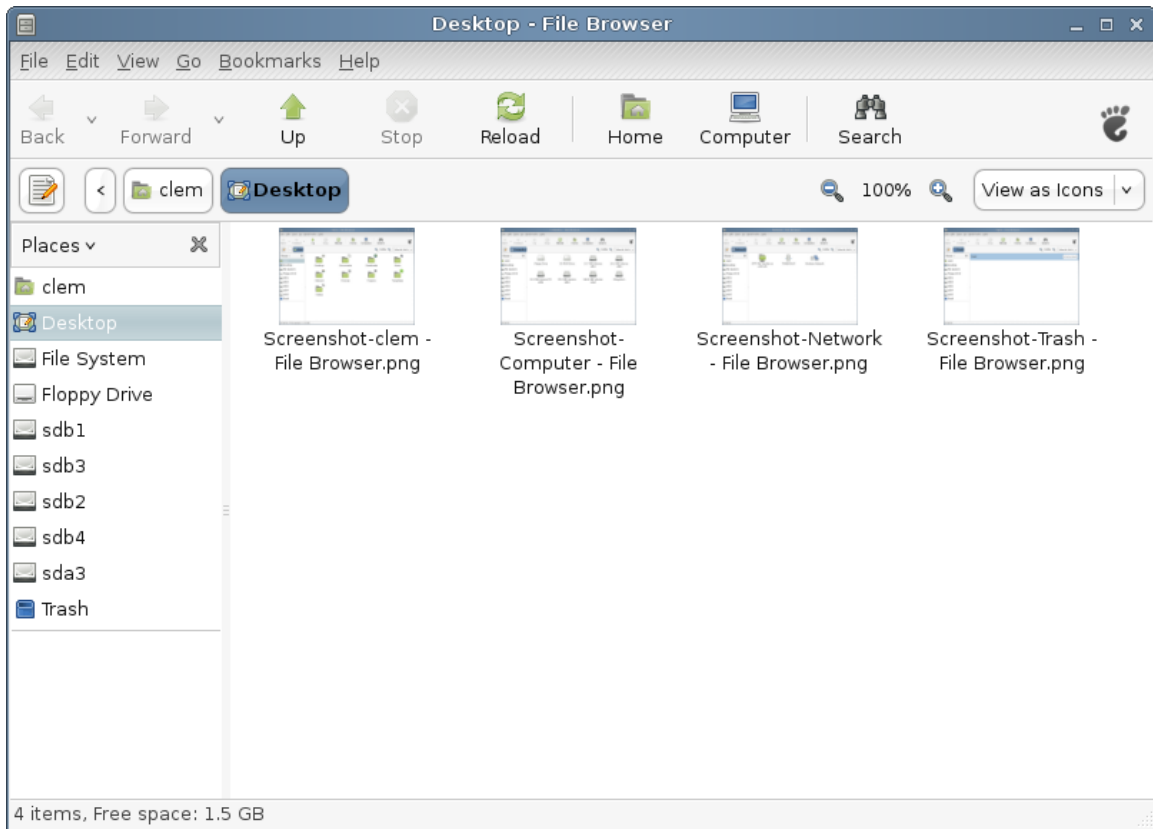 Desktop - File Browser
File Edit View Go Bookmarks Help
Back Forward Up Stop Reload Home Computer Search
< clem Desktop 100% View as Icons
Places
clem
Desktop
File System
Floppy Drive
sdb1
sdb3
sdb2
sdb4
sda3
Trash
Screenshot-clem -
File Browser.png
Screenshot-
Computer - File
Browser.png
Screenshot-Network
- File Browser.png
Screenshot-Trash -
File Browser.png
4 items, Free space: 1.5 GB